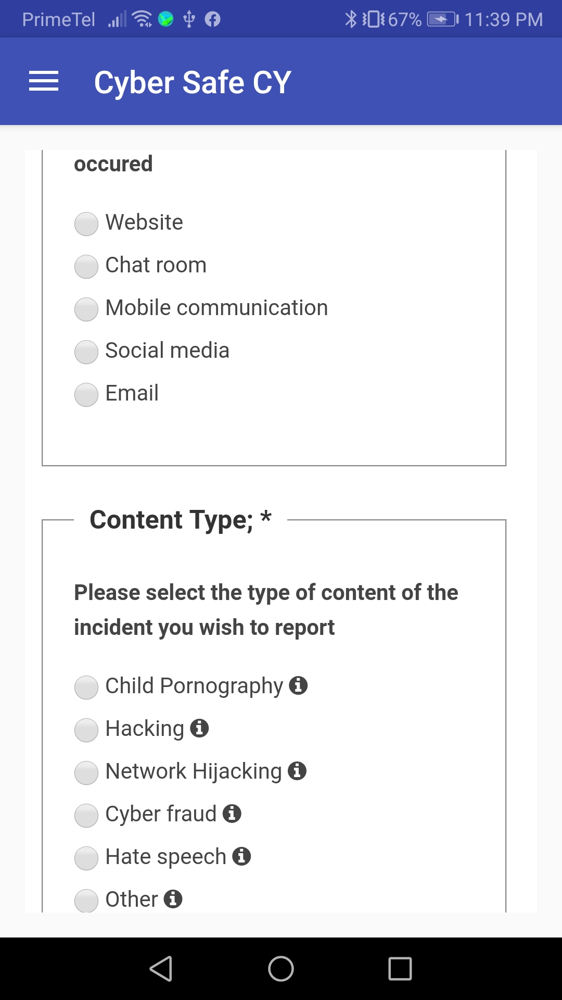 PrimeTel 67% 11:39 PM
Cyber Safe CY
occured
Website
Chat room
Mobile communication
Social media
Email
Content Type; *
Please select the type of content of the
incident you wish to report
Child Pornography
Hacking
Network Hijacking
Cyber fraud
Hate speech
Other